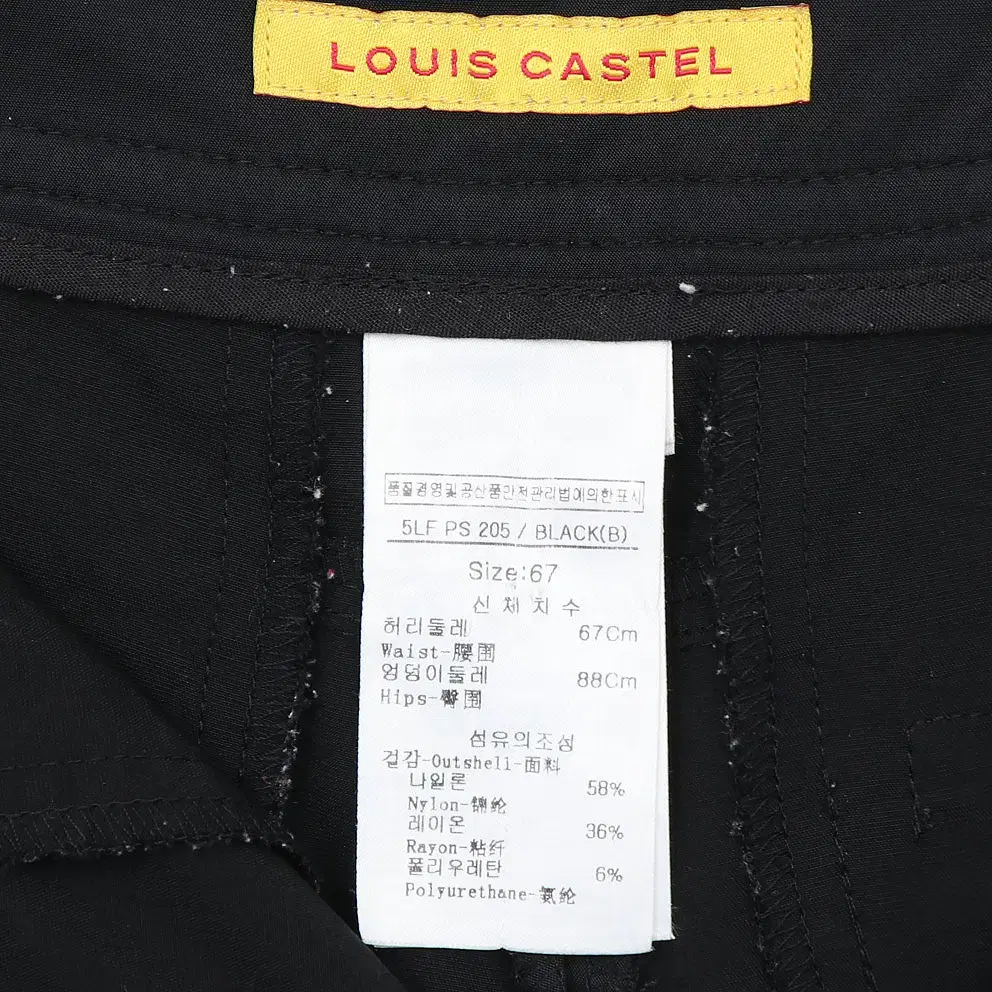 LOUIS CASTEL
품질경영및공산품안전관리법에의한표시
5LF PS 205 / BLACK(B)
Size:67
신체치수
허리둘레 67Cm
Waist-腰围
엉덩이둘레 88Cm
Hips-臀围
섬유의조성
겉감-Outshell-面料
나일론 58%
Nylon-锦纶
레이온 36%
Rayon-粘纤
폴리우레탄 6%
Polyurethane-氨纶